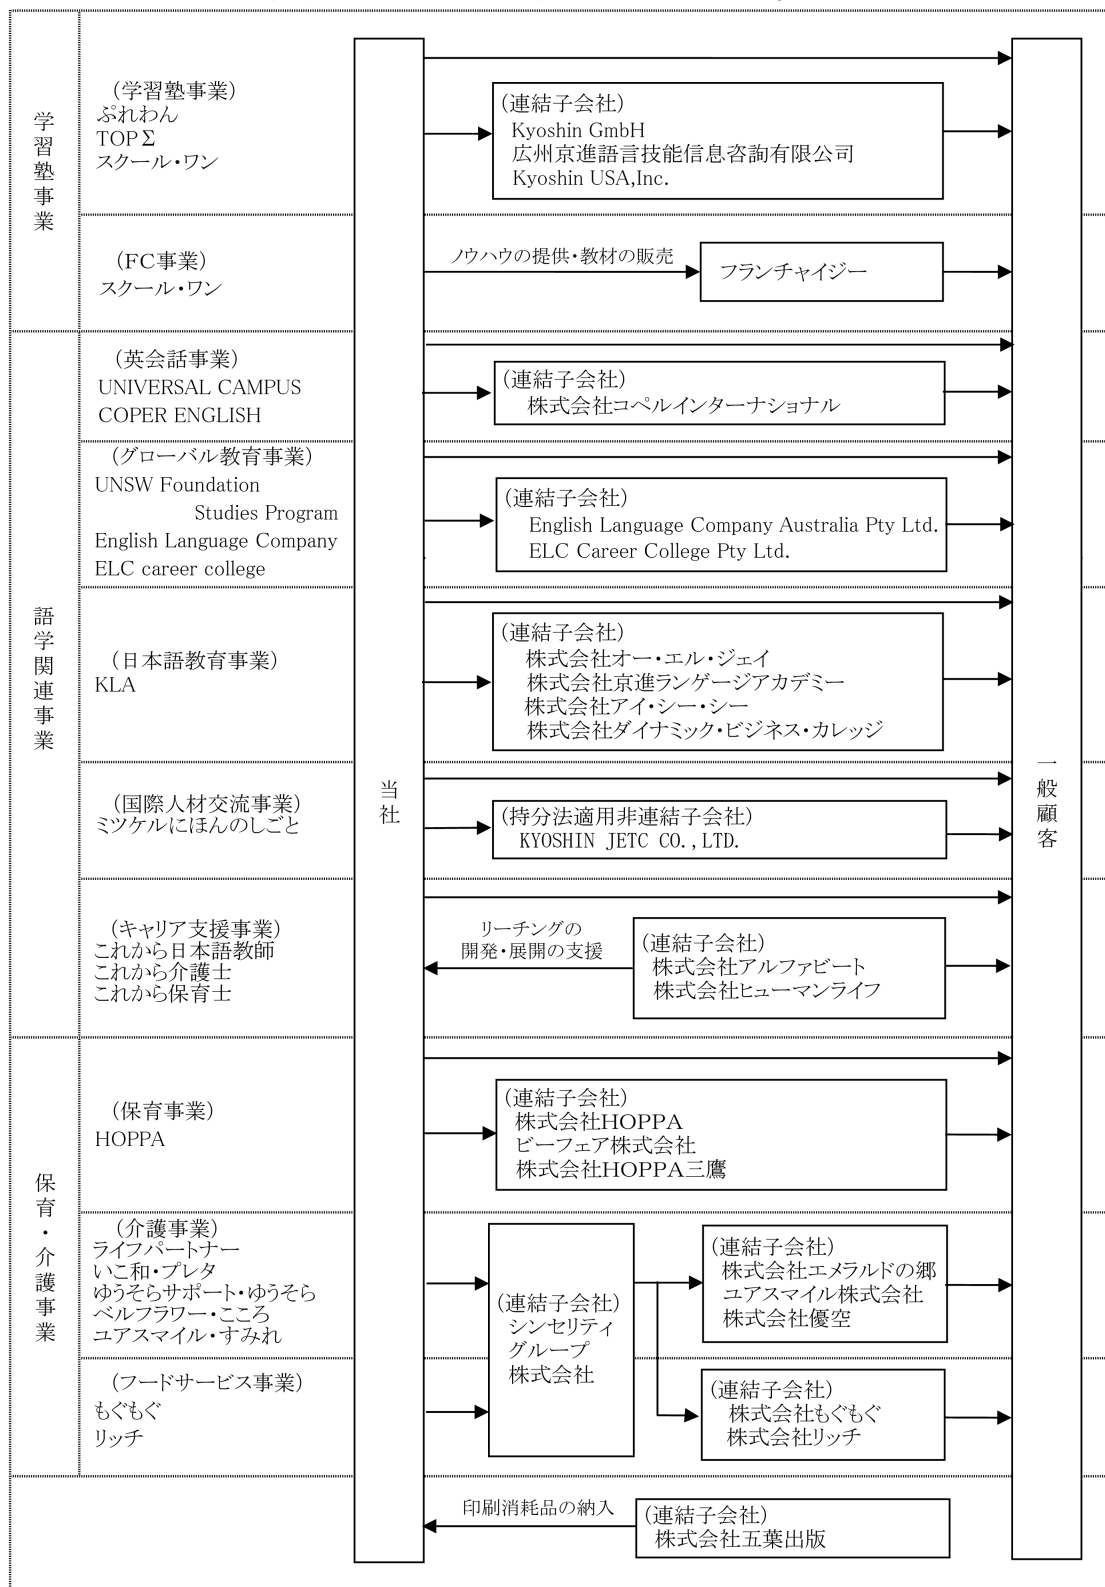 学習塾事業
（学習塾事業）
ぷれわん
TOPΣ
スクール・ワン
（連結子会社）
Kyoshin GmbH
広州京進語言技能信息咨詢有限公司
Kyoshin USA,Inc.
（FC事業）
スクール・ワン
ノウハウの提供・教材の販売
フランチャイジー
語学関連事業
（英会話事業）
UNIVERSAL CAMPUS
COPER ENGLISH
（連結子会社）
株式会社コペルインターナショナル
（グローバル教育事業）
UNSW Foundation
Studies Program
English Language Company
ELC career college
（連結子会社）
English Language Company Australia Pty Ltd.
ELC Career College Pty Ltd.
（日本語教育事業）
KLA
（連結子会社）
株式会社オー・エル・ジェイ
株式会社京進ランゲージアカデミー
株式会社アイ・シー・シー
株式会社ダイナミック・ビジネス・カレッジ
当社
一般顧客
（国際人材交流事業）
ミツケルにほんのしごと
（持分法適用非連結子会社）
KYOSHIN JETC CO.,LTD.
（キャリア支援事業）
これから日本語教師
これから介護士
これから保育士
リーチングの
開発・展開の支援
（連結子会社）
株式会社アルファビート
株式会社ヒューマンライフ
保育・介護事業
（保育事業）
HOPPA
（連結子会社）
株式会社HOPPA
ビーフェア株式会社
株式会社HOPPA三鷹
（介護事業）
ライフパートナー
いこ和・プレタ
ゆうそらサポート・ゆうそら
ベルフラワー・こころ
ユアスマイル・すみれ
（連結子会社）
シンセリティ
グループ
株式会社
（連結子会社）
株式会社エメラルドの郷
ユアスマイル株式会社
株式会社優空
（フードサービス事業）
もぐもぐ
リッチ
（連結子会社）
株式会社もぐもぐ
株式会社リッチ
印刷消耗品の納入
（連結子会社）
株式会社五葉出版